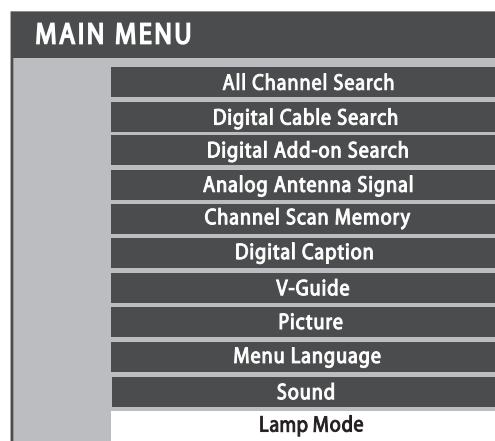 MAIN MENU
All Channel Search
Digital Cable Search
Digital Add-on Search
Analog Antenna Signal
Channel Scan Memory
Digital Caption
V-Guide
Picture
Menu Language
Sound
Lamp Mode